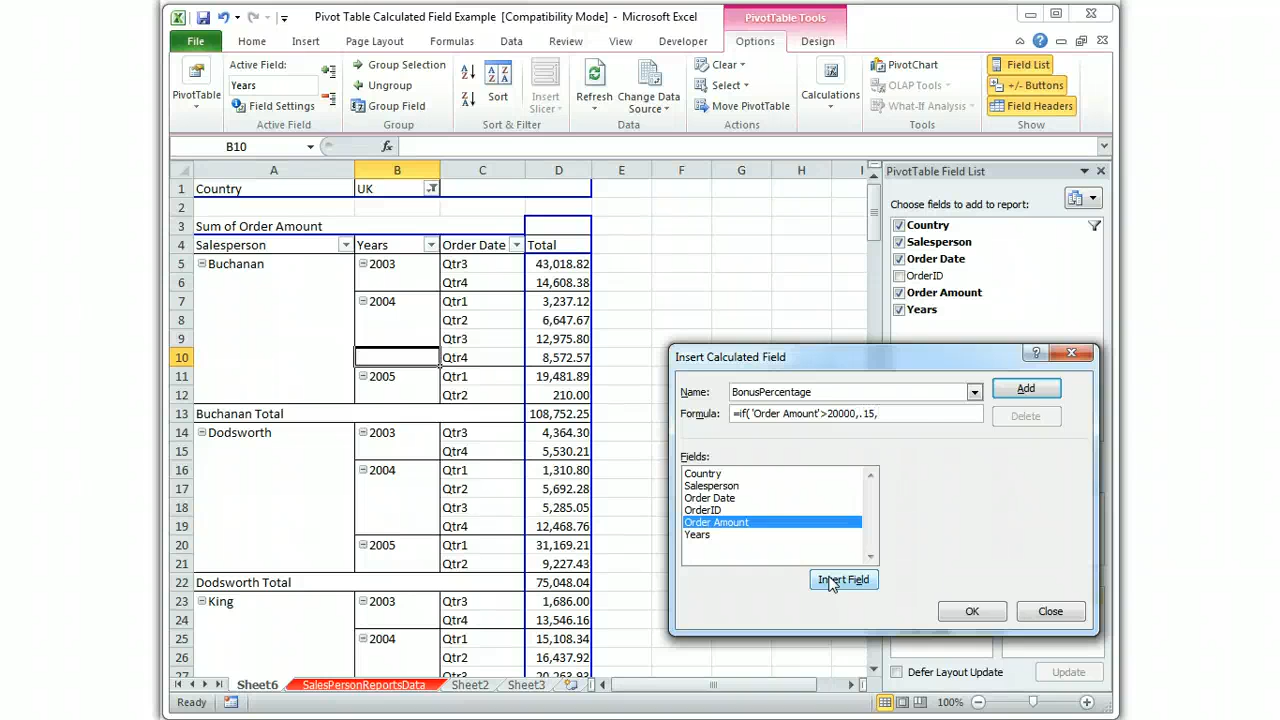 Pivot Table Calculated Field Example [Compatibility Mode] - Microsoft Excel
PivotTable Tools
File Home Insert Page Layout Formulas Data Review View Developer Options Design
PivotTable
Active Field:
Years
Field Settings
Active Field
Group Selection
Ungroup
Group Field
Group
Sort
Insert Slicer
Sort & Filter
Refresh
Change Data Source
Data
Clear
Select
Move PivotTable
Actions
Calculations
PivotChart
OLAP Tools
What-If Analysis
Tools
Field List
+/- Buttons
Field Headers
Show
B10 fx
A B C D E F G H I
1 Country UK
2
3 Sum of Order Amount
4 Salesperson Years Order Date Total
5 Buchanan 2003 Qtr3 43,018.82
6 Qtr4 14,608.38
7 2004 Qtr1 3,237.12
8 Qtr2 6,647.67
9 Qtr3 12,975.80
10 Qtr4 8,572.57
11 2005 Qtr1 19,481.89
12 Qtr2 210.00
13 Buchanan Total 108,752.25
14 Dodsworth 2003 Qtr3 4,364.30
15 Qtr4 5,530.21
16 2004 Qtr1 1,310.80
17 Qtr2 5,692.28
18 Qtr3 5,285.05
19 Qtr4 12,468.76
20 2005 Qtr1 31,169.21
21 Qtr2 9,227.43
22 Dodsworth Total 75,048.04
23 King 2003 Qtr3 1,686.00
24 Qtr4 13,546.16
25 2004 Qtr1 15,108.34
26 Qtr2 16,437.92
27 Qtr3 20,263.93
PivotTable Field List
Choose fields to add to report:
Country
Salesperson
Order Date
OrderID
Order Amount
Years
Insert Calculated Field
Name: BonusPercentage Add
Formula: =if( 'Order Amount'>20000,.15, Delete
Fields:
Country
Salesperson
Order Date
OrderID
Order Amount
Years
Insert Field
OK Close
Defer Layout Update Update
Sheet6 SalesPersonReportsData Sheet2 Sheet3
Ready 100%